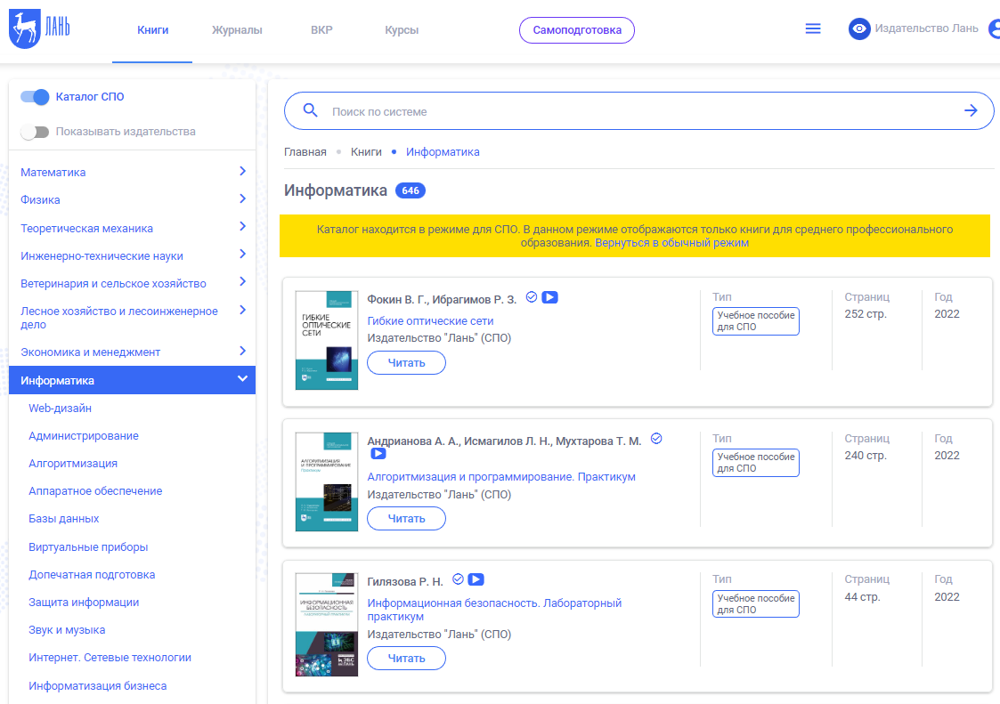 ЛАНЬ
Книги
Журналы
ВКР
Курсы
Самоподготовка
Издательство Лань
Каталог СПО
Показывать издательства
Математика
Физика
Теоретическая механика
Инженерно-технические науки
Ветеринария и сельское хозяйство
Лесное хозяйство и лесоинженерное
дело
Экономика и менеджмент
Информатика
Web-дизайн
Администрирование
Алгоритмизация
Аппаратное обеспечение
Базы данных
Виртуальные приборы
Допечатная подготовка
Защита информации
Звук и музыка
Интернет. Сетевые технологии
Информатизация бизнеса
Поиск по системе
Главная • Книги • Информатика
Информатика 646
Каталог находится в режиме для СПО. В данном режиме отображаются только книги для среднего профессионального
образования. Вернуться в обычный режим
ГИБКИЕ
ОПТИЧЕСКИЕ
СЕТИ
Фокин В. Г., Ибрагимов Р. З.
Гибкие оптические сети
Издательство "Лань" (СПО)
Читать
Тип
Учебное пособие
для СПО
Страниц
252 стр.
Год
2022
АЛГОРИТМИЗАЦИЯ
И ПРОГРАММИРОВАНИЕ
Практикум
Андрианова А. А., Исмагилов Л. Н., Мухтарова Т. М.
Алгоритмизация и программирование. Практикум
Издательство "Лань" (СПО)
Читать
Тип
Учебное пособие
для СПО
Страниц
240 стр.
Год
2022
ИНФОРМАЦИОННАЯ
БЕЗОПАСНОСТЬ
ЛАБОРАТОРНЫЙ ПРАКТИКУМ
ЭБС
ЛАНЬ
Гилязова Р. Н.
Информационная безопасность. Лабораторный
практикум
Издательство "Лань" (СПО)
Читать
Тип
Учебное пособие
для СПО
Страниц
44 стр.
Год
2022